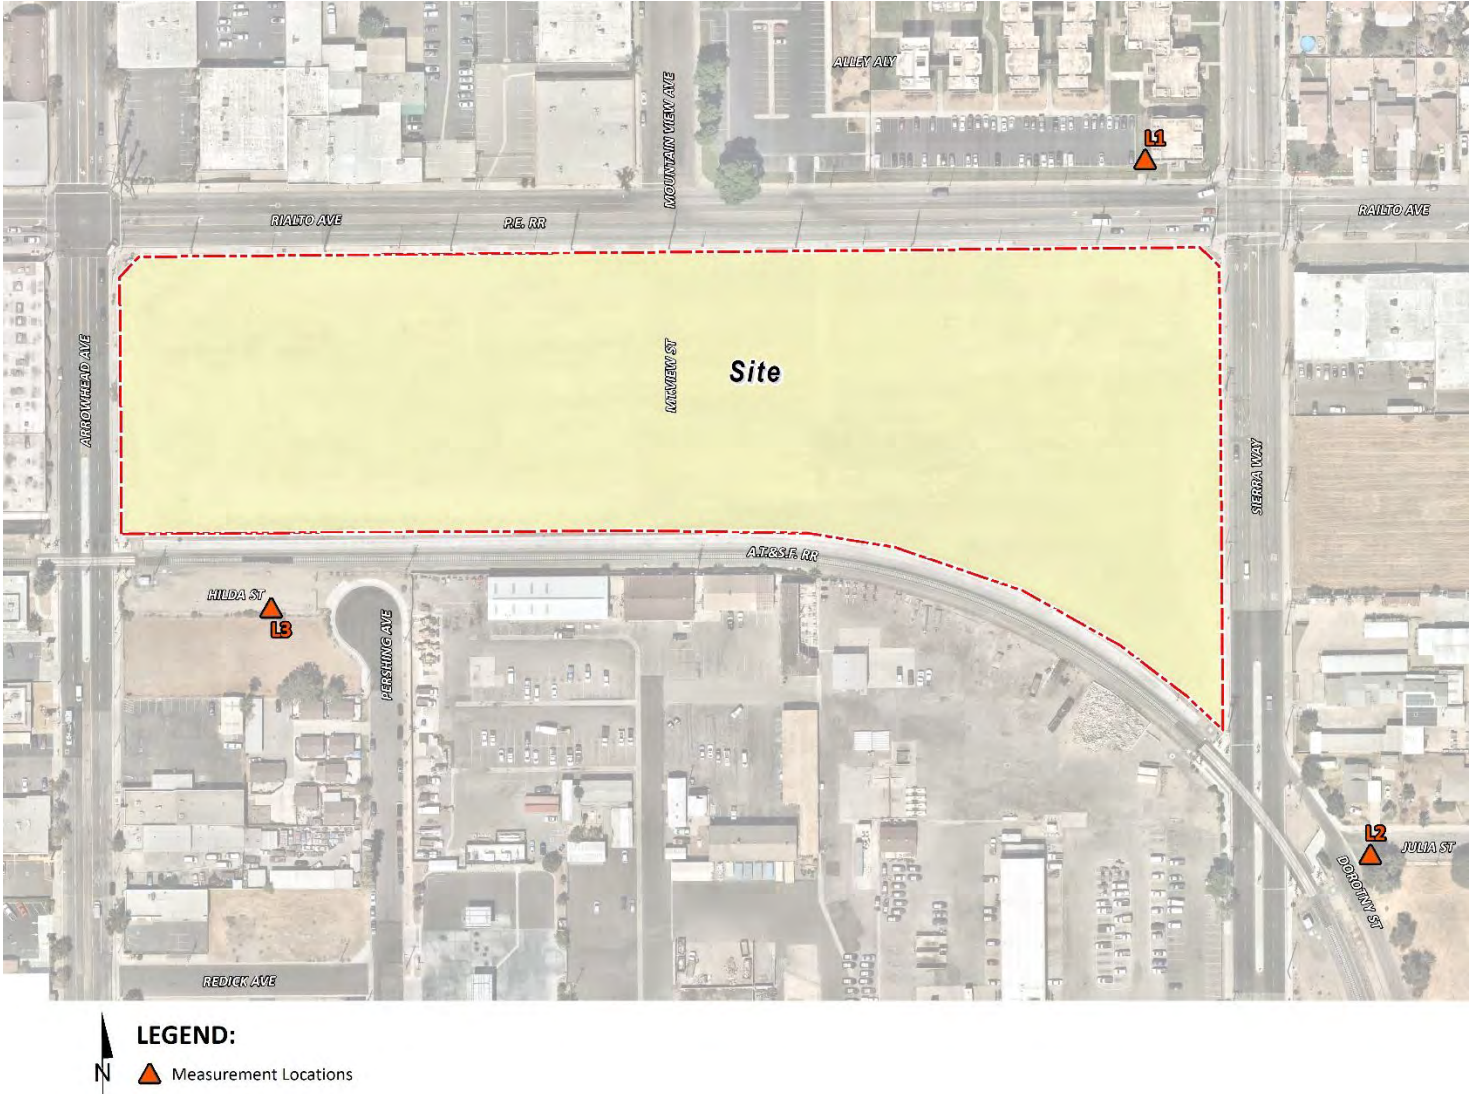 ALLEY ALY
MOUNTAIN VIEW AVE
L1
RIALTO AVE
P.E. RR
RAILTO AVE
ARROWHEAD AVE
MT.VIEW ST
Site
SIERRA WAY
A.T.&S.F. RR
HILDA ST
L3
PERSHING AVE
L2
JULIA ST
DOROTNY ST
REDICK AVE
LEGEND:
N
Measurement Locations